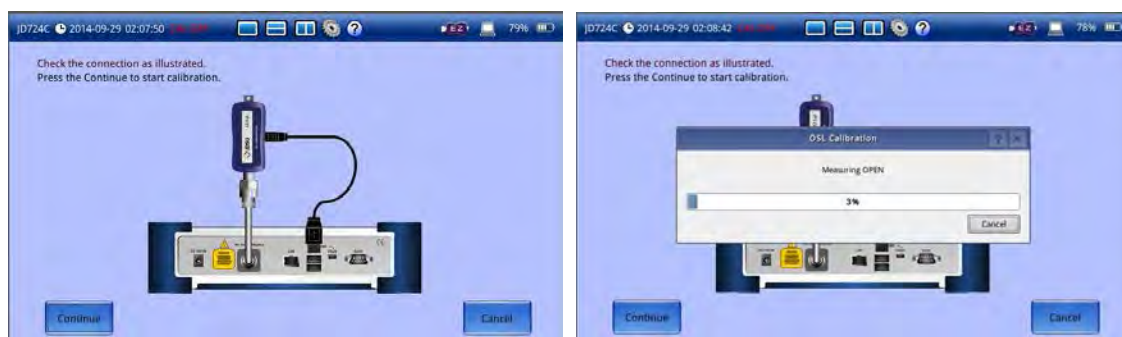 JD724C 2014-09-29 02:07:50
79%
Check the connection as illustrated.
Press the Continue to start calibration.
Continue
Cancel
JD724C 2014-09-29 02:08:42
78%
Check the connection as illustrated.
Press the Continue to start calibration.
OSL Calibration
Measuring OPEN
3%
Cancel
Continue
Cancel